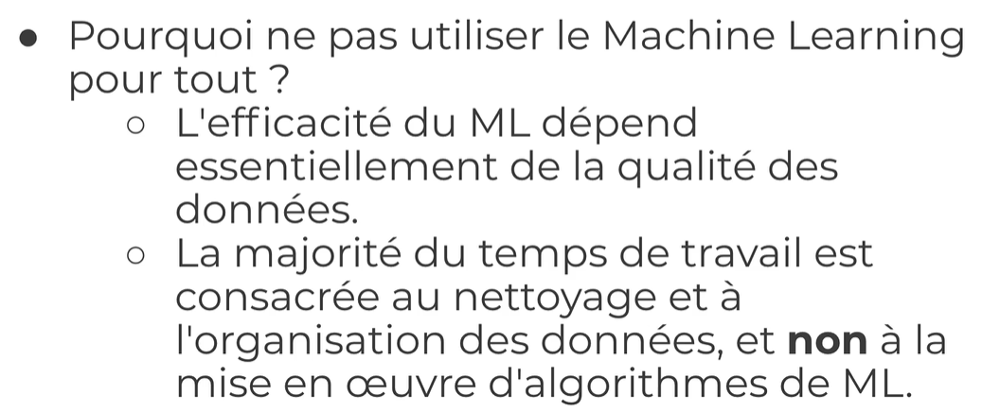 ● Pourquoi ne pas utiliser le Machine Learning
pour tout ?
○ L'efficacité du ML dépend
essentiellement de la qualité des
données.
○ La majorité du temps de travail est
consacrée au nettoyage et à
l'organisation des données, et non à la
mise en œuvre d'algorithmes de ML.